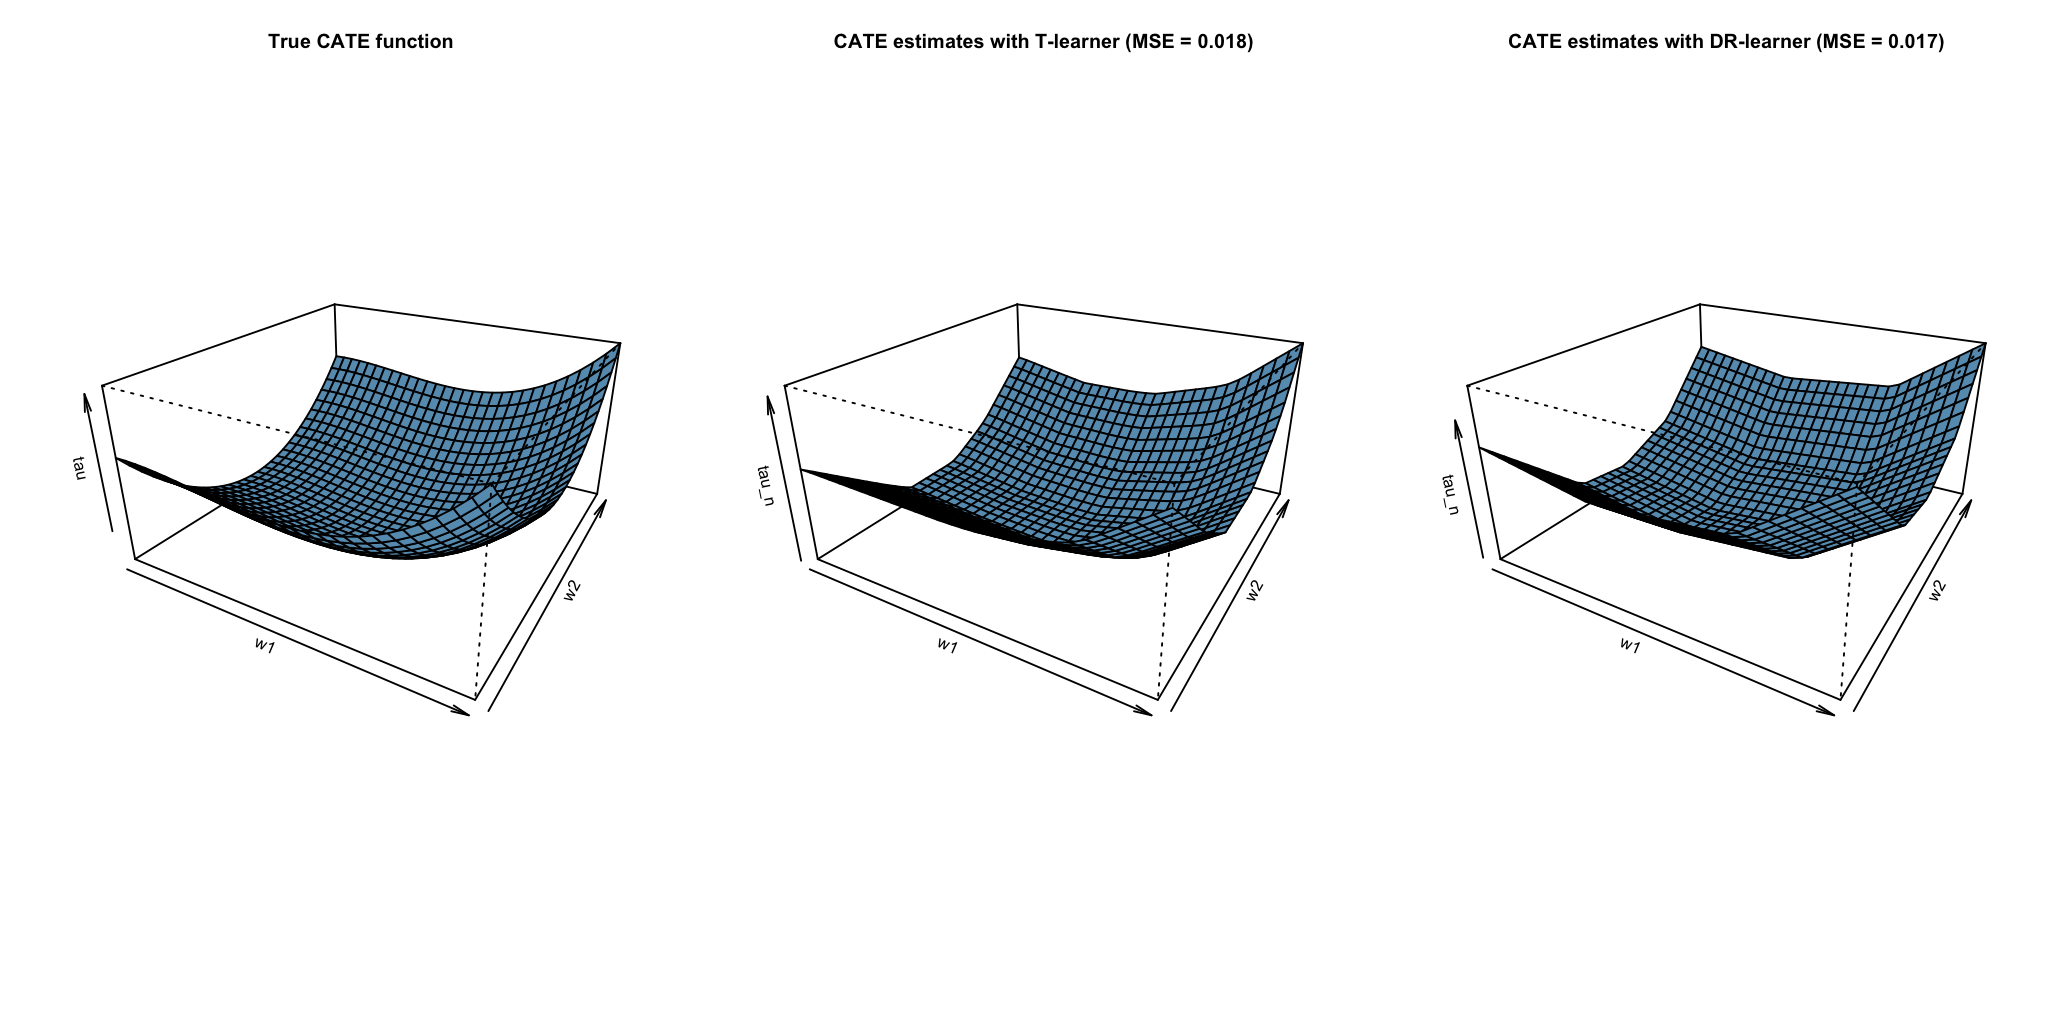 True CATE function
CATE estimates with T-learner (MSE = 0.018)
CATE estimates with DR-learner (MSE = 0.017)
tau
w1
w2
tau_n
w1
w2
tau_n
w1
w2